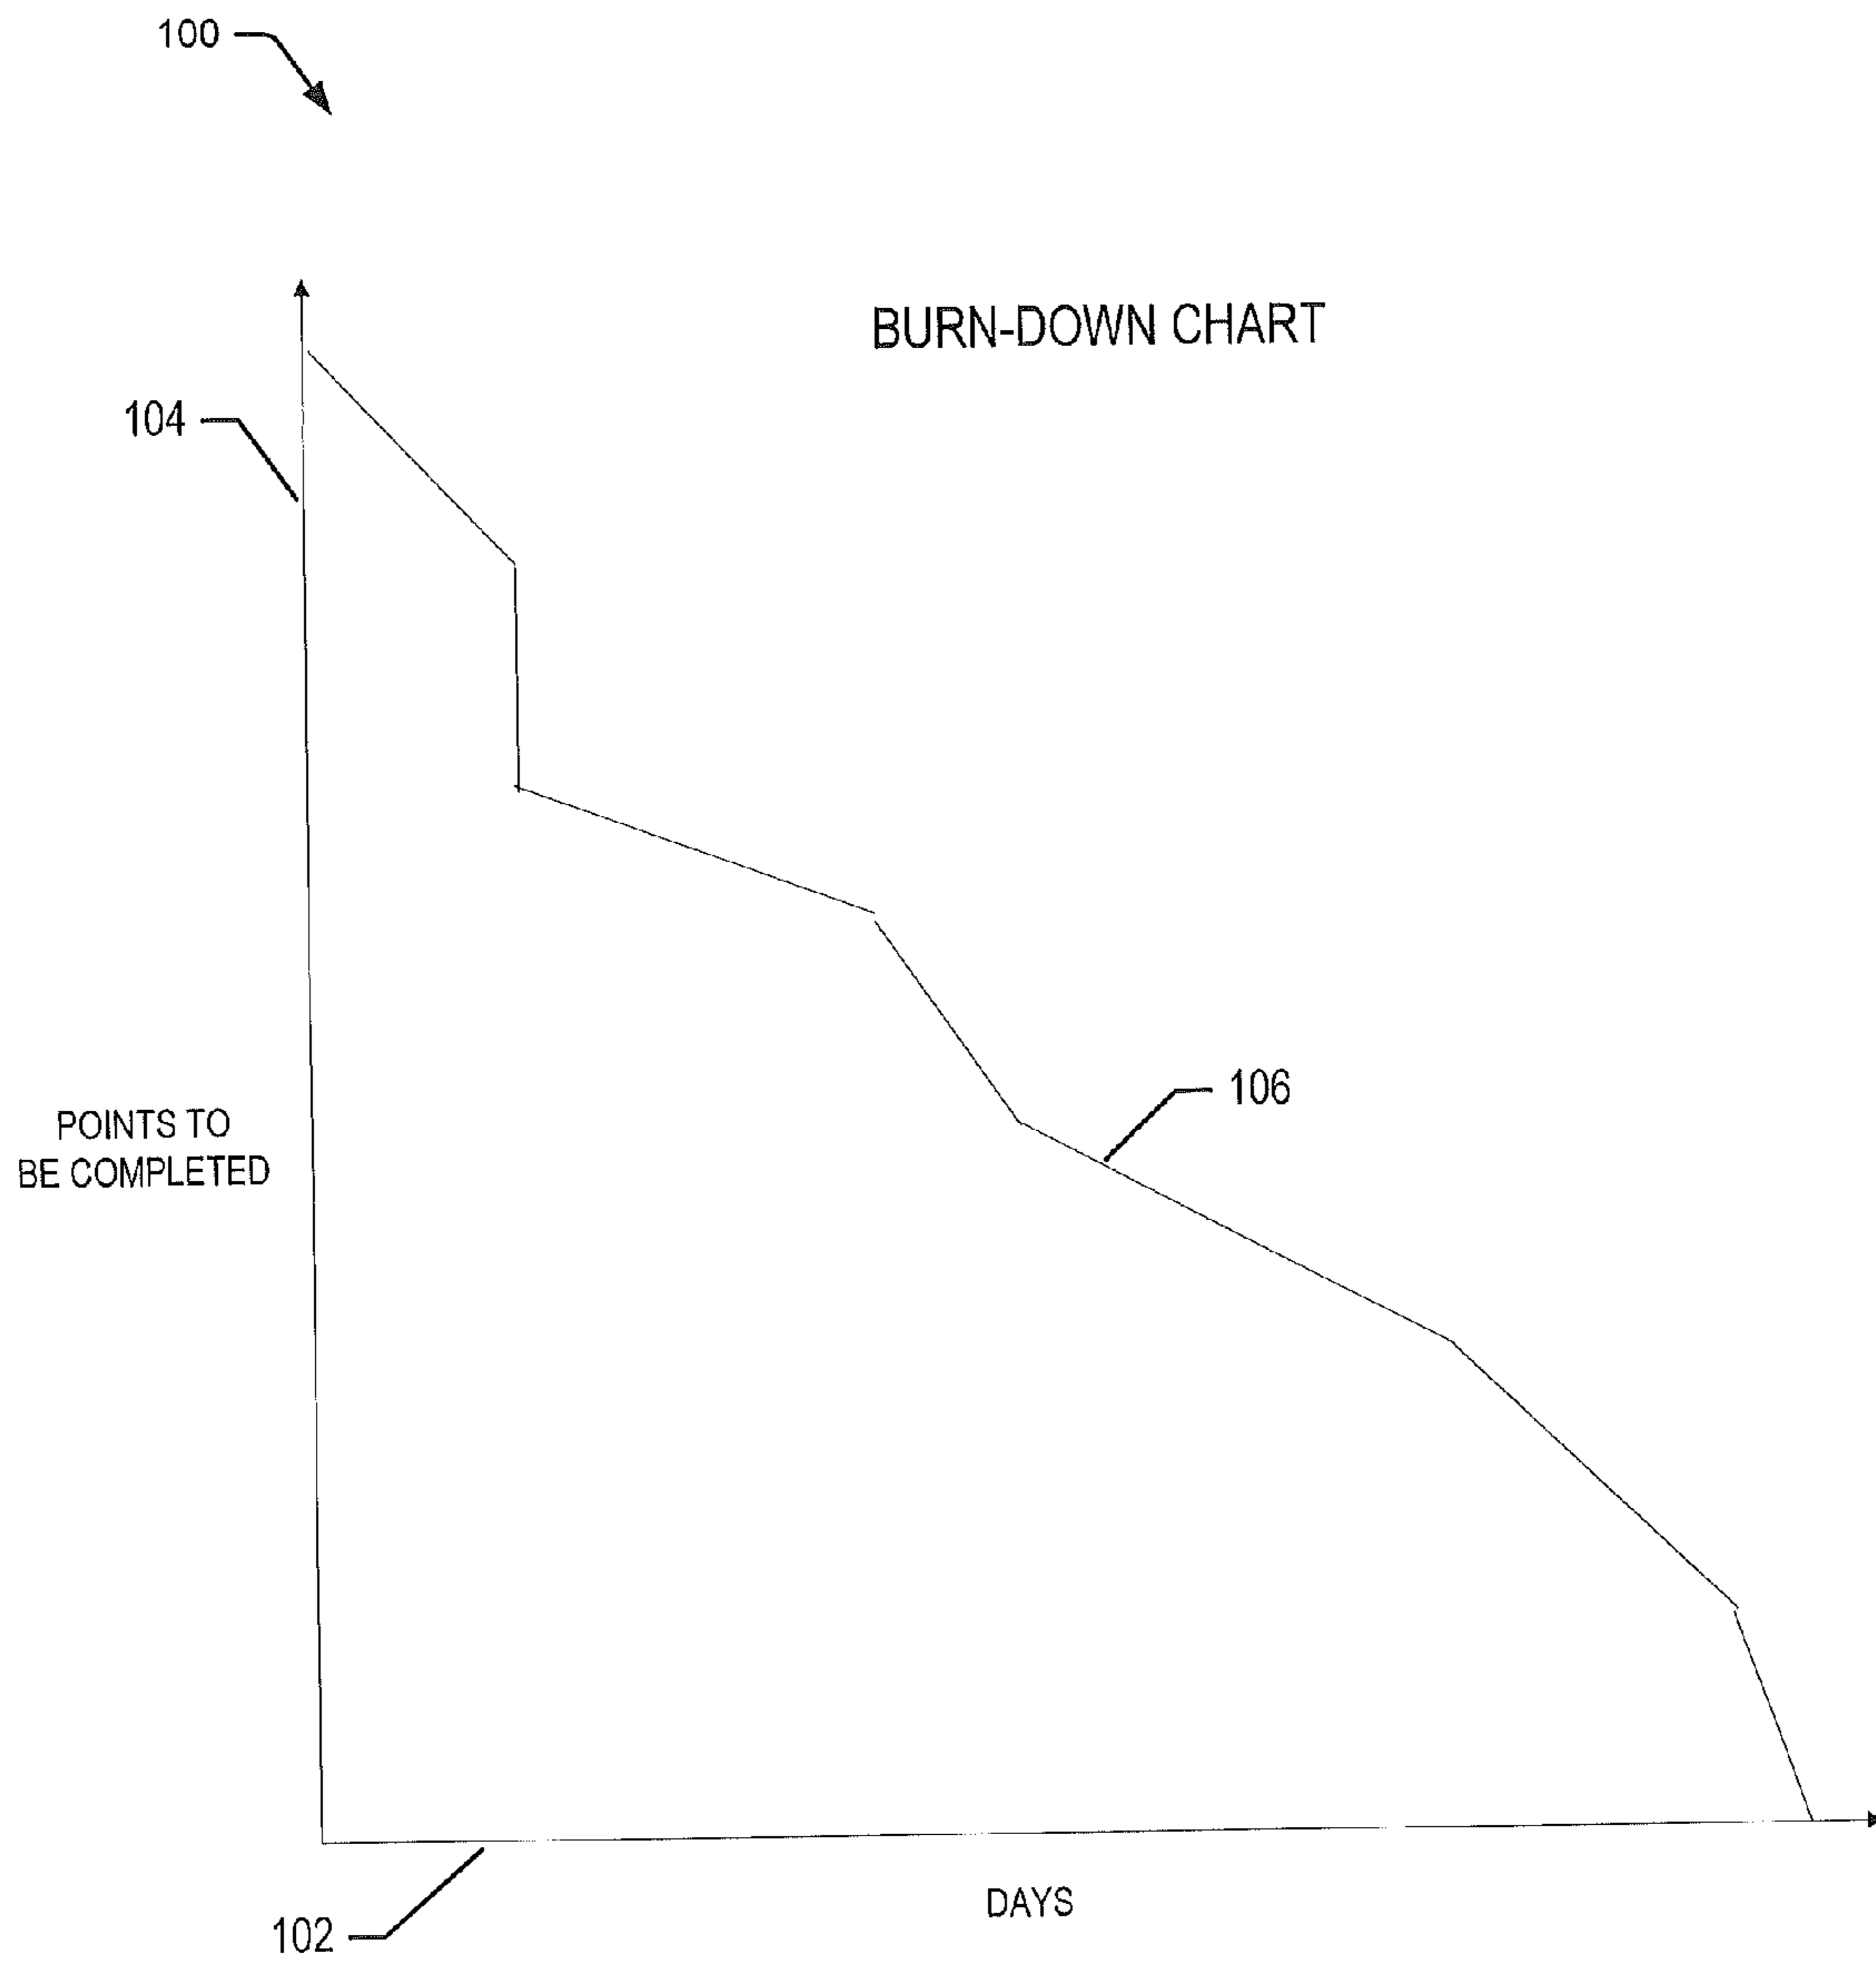 100
BURN-DOWN CHART
104
106
POINTS TO
BE COMPLETED
DAYS
102